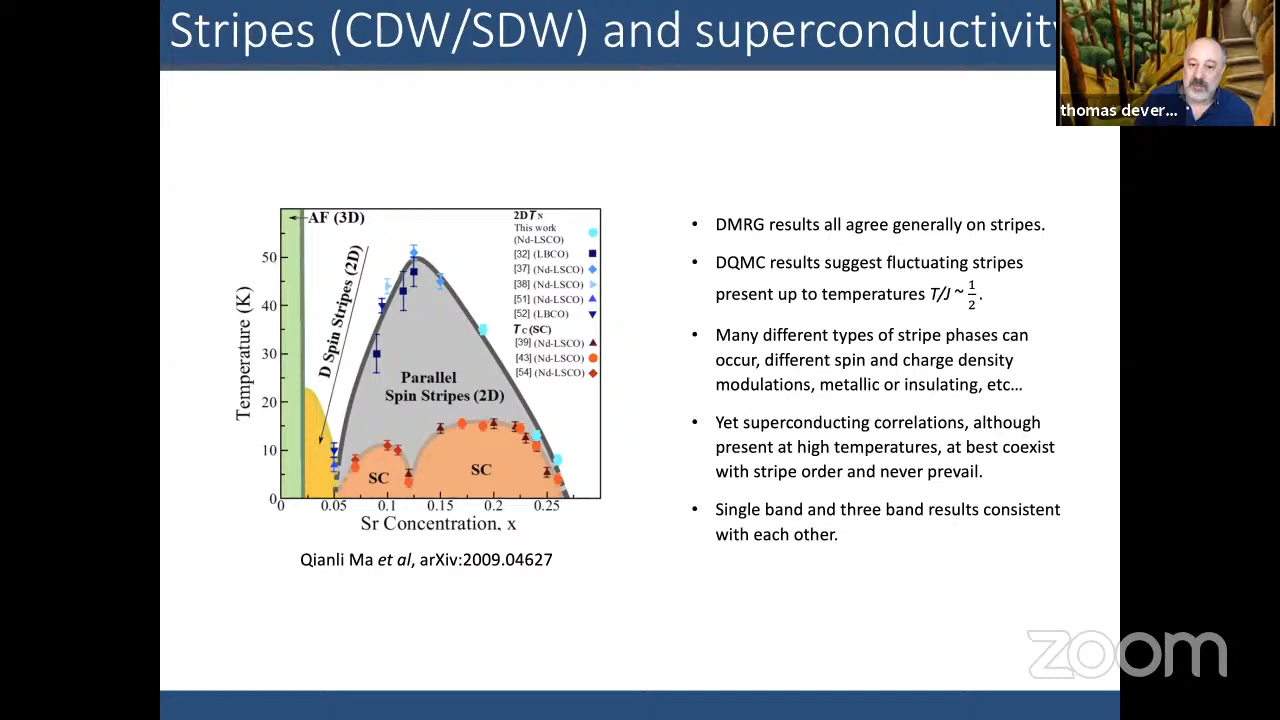 Stripes (CDW/SDW) and superconductivity
thomas dever...
AF (3D)
D Spin Stripes (2D)
Parallel
Spin Stripes (2D)
SC
SC
2D T N
This work
(Nd-LSCO)
[32] (LBCO)
[37] (Nd-LSCO)
[38] (Nd-LSCO)
[51] (Nd-LSCO)
[52] (LBCO)
T C (SC)
[39] (Nd-LSCO)
[43] (Nd-LSCO)
[54] (Nd-LSCO)
Temperature (K)
50
40
30
20
10
0
0 0.05 0.1 0.15 0.2 0.25
Sr Concentration, x
Qianli Ma et al, arXiv:2009.04627
• DMRG results all agree generally on stripes.
• DQMC results suggest fluctuating stripes
present up to temperatures T/J ~ 1/2.
• Many different types of stripe phases can
occur, different spin and charge density
modulations, metallic or insulating, etc...
• Yet superconducting correlations, although
present at high temperatures, at best coexist
with stripe order and never prevail.
• Single band and three band results consistent
with each other.
zoom